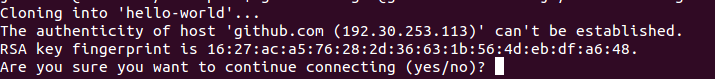 Cloning into 'hello-world'...
The authenticity of host 'github.com (192.30.253.113)' can't be established.
RSA key fingerprint is 16:27:ac:a5:76:28:2d:36:63:1b:56:4d:eb:df:a6:48.
Are you sure you want to continue connecting (yes/no)?